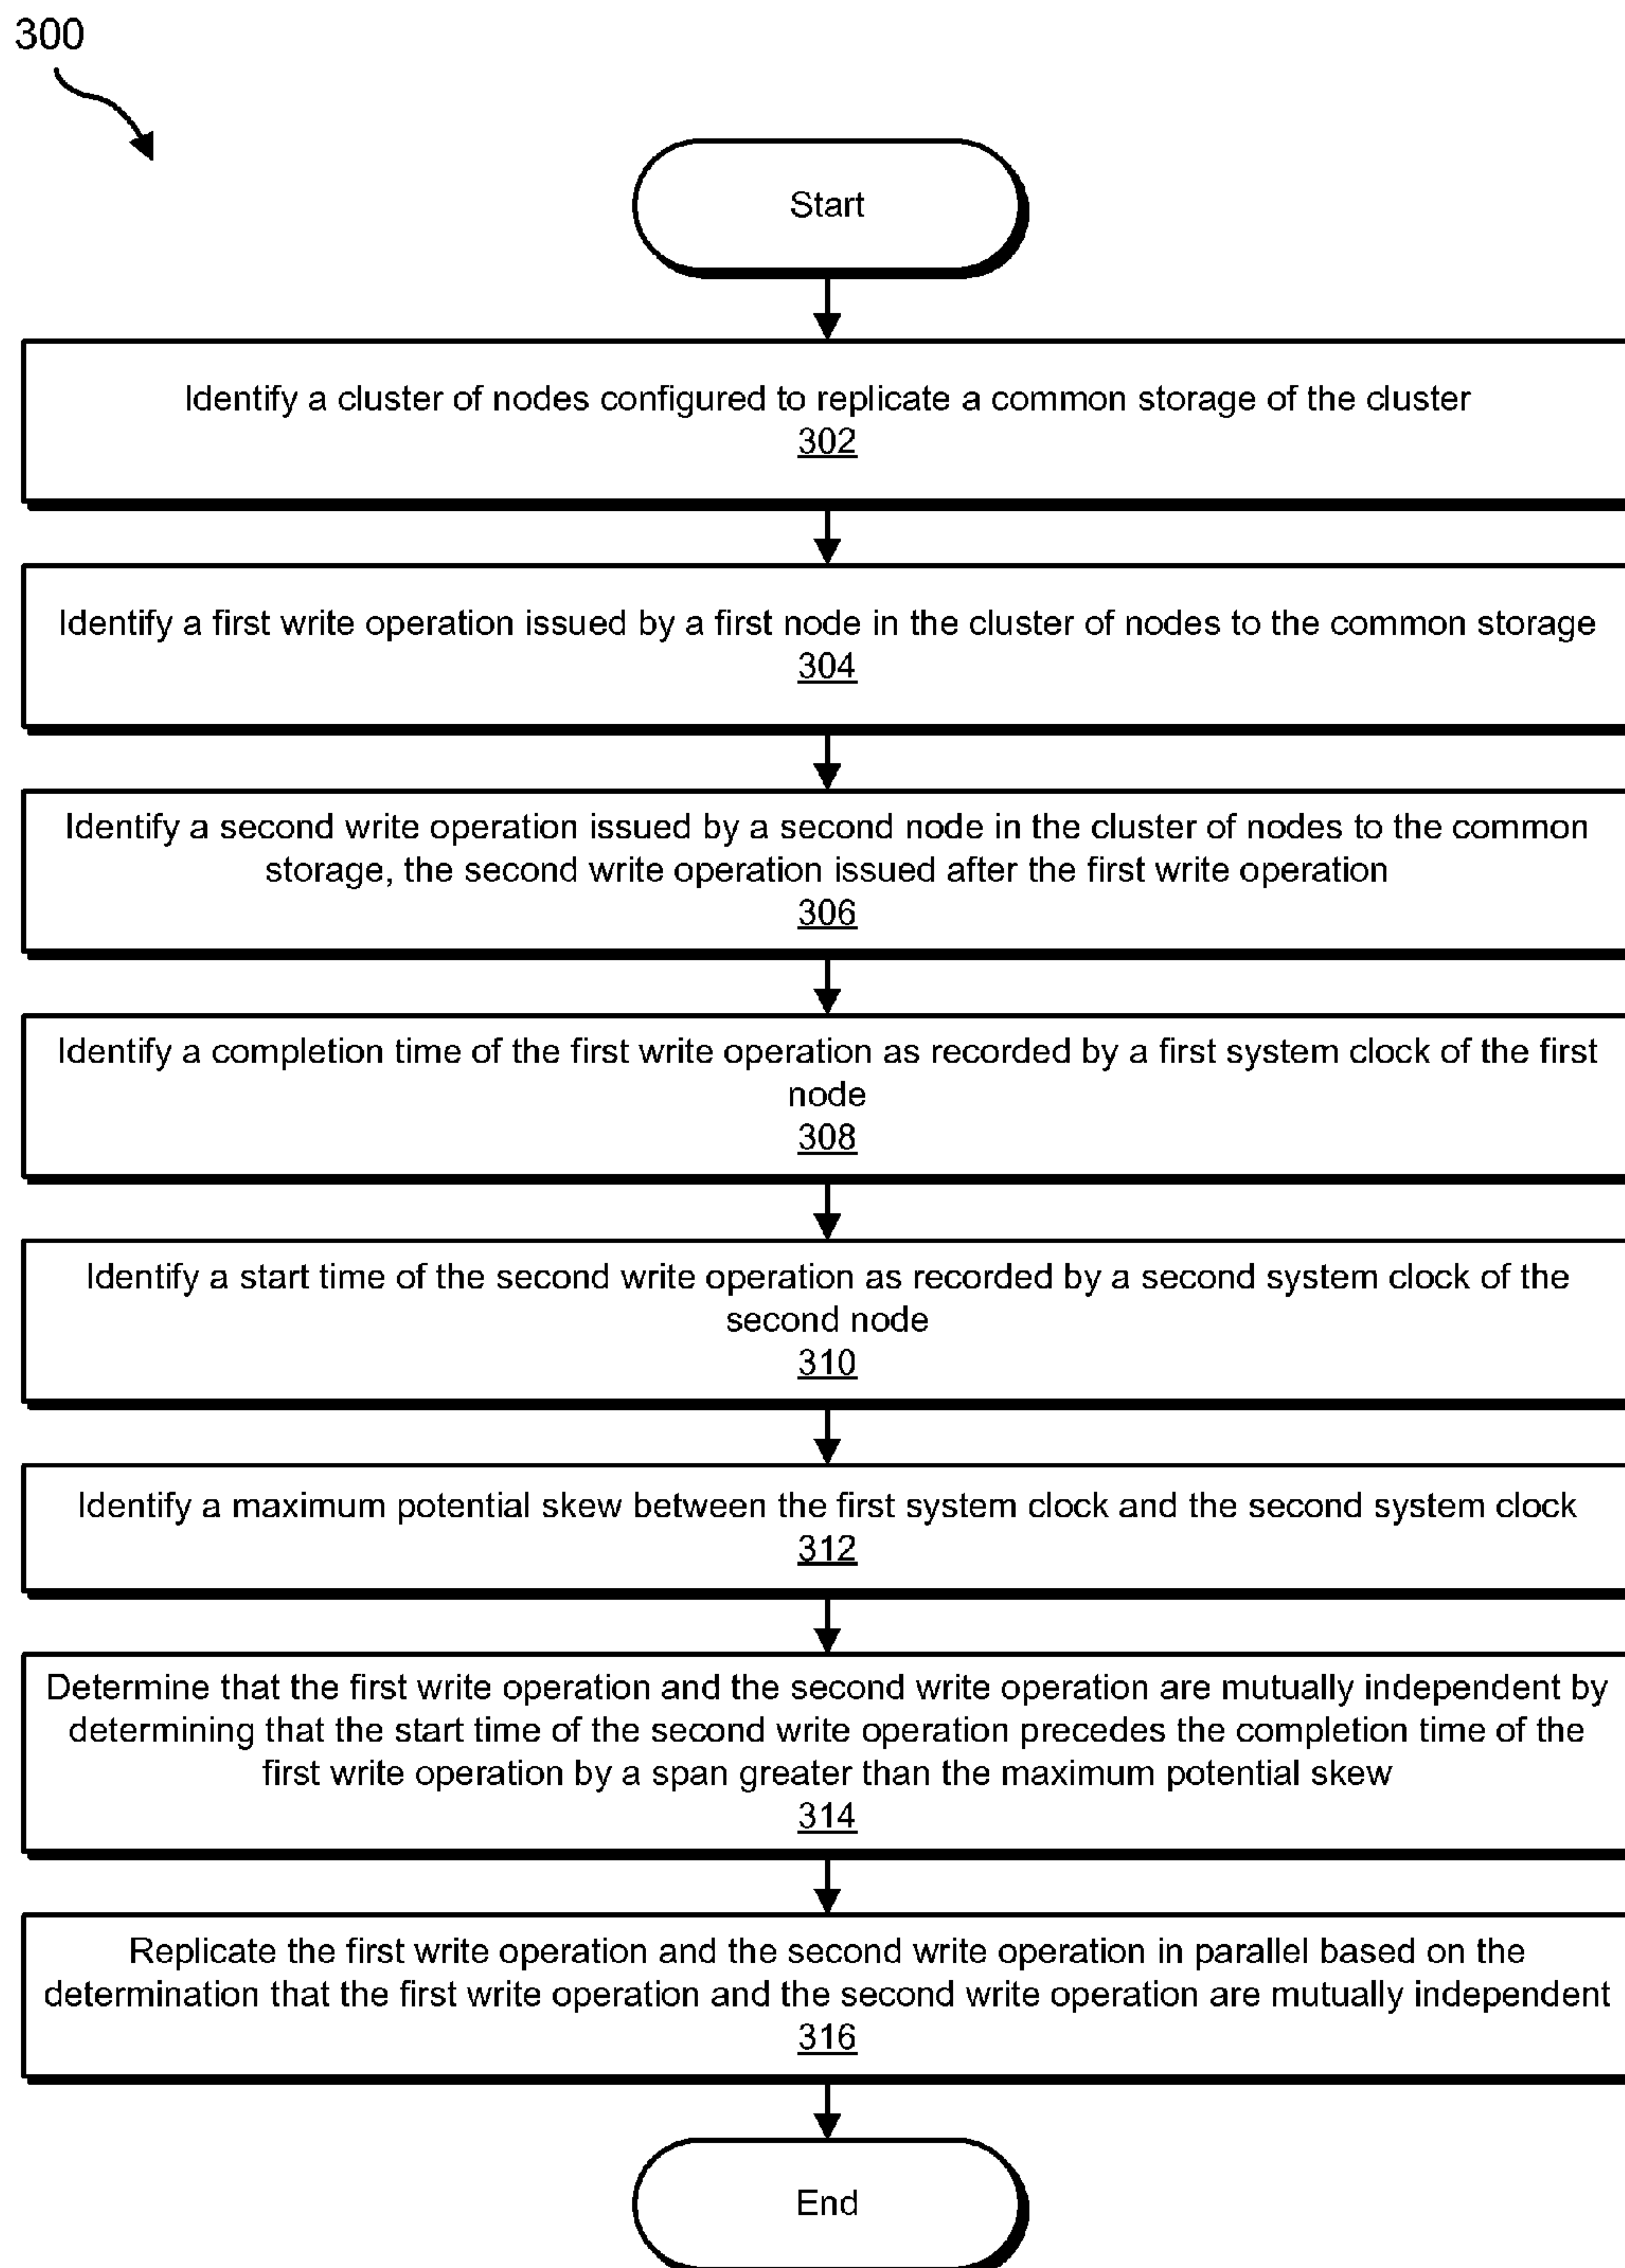 300
Start
Identify a cluster of nodes configured to replicate a common storage of the cluster
302
Identify a first write operation issued by a first node in the cluster of nodes to the common storage
304
Identify a second write operation issued by a second node in the cluster of nodes to the common
storage, the second write operation issued after the first write operation
306
Identify a completion time of the first write operation as recorded by a first system clock of the first
node
308
Identify a start time of the second write operation as recorded by a second system clock of the
second node
310
Identify a maximum potential skew between the first system clock and the second system clock
312
Determine that the first write operation and the second write operation are mutually independent by
determining that the start time of the second write operation precedes the completion time of the
first write operation by a span greater than the maximum potential skew
314
Replicate the first write operation and the second write operation in parallel based on the
determination that the first write operation and the second write operation are mutually independent
316
End